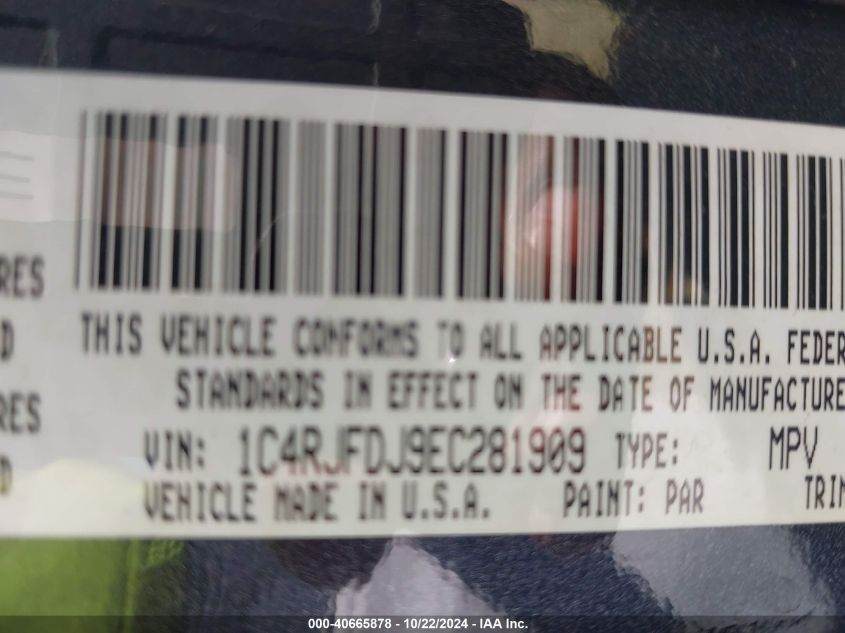 RES
D
RES
D
THIS VEHICLE CONFORMS TO ALL APPLICABLE U.S.A. FEDER
STANDARDS IN EFFECT ON THE DATE OF MANUFACTURE
VIN: 1C4RJFDJ9EC281909 TYPE: MPV
VEHICLE MADE IN U.S.A. PAINT: PAR TRIM
000-40665878 - 10/22/2024 - IAA Inc.